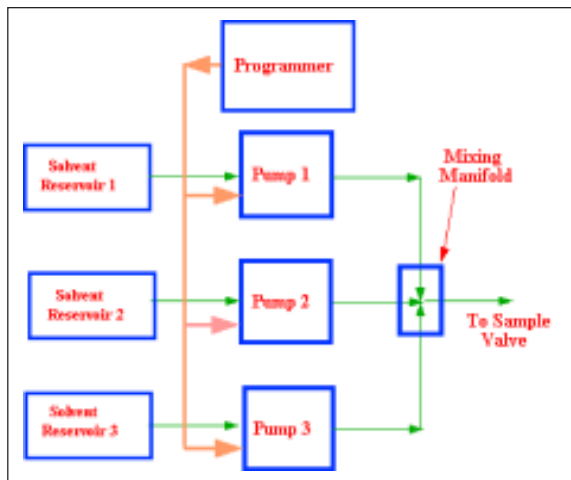 Programmer
Solvent
Reservoir 1
Pump 1
Mixing
Manifold
Solvent
Reservoir 2
Pump 2
To Sample
Valve
Solvent
Reservoir 3
Pump 3